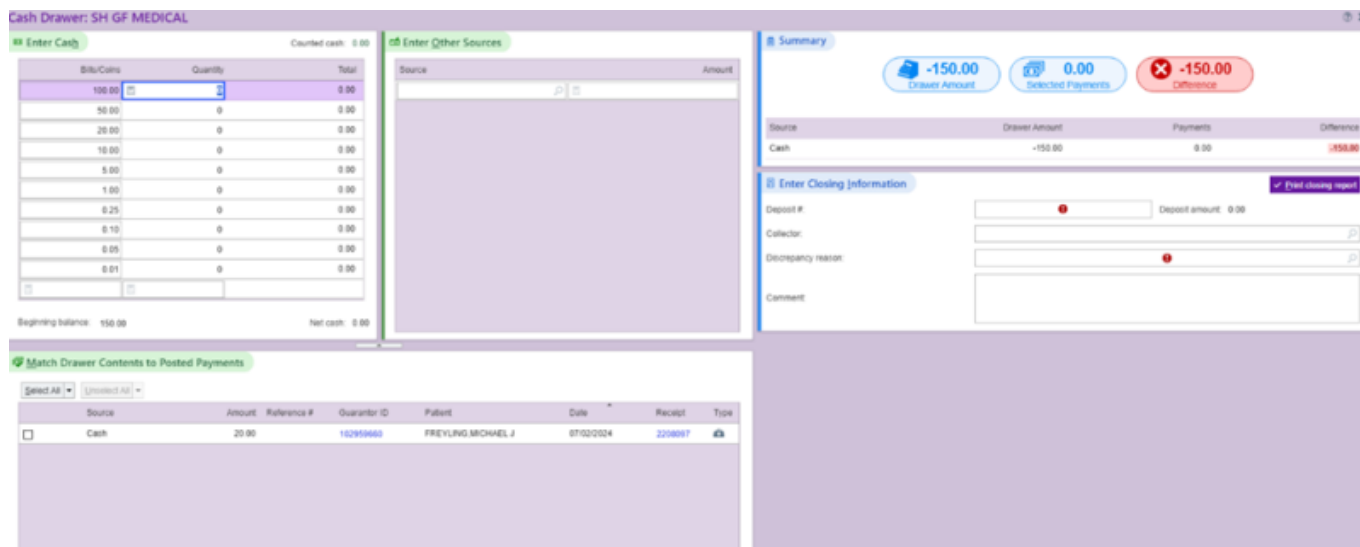 Cash Drawer: SH GF MEDICAL
Enter Cash
Counted cash: 0.00
Bills/Coins Quantity Total
100.00 0.00
50.00 0 0.00
20.00 0 0.00
10.00 0 0.00
5.00 0 0.00
1.00 0 0.00
0.25 0 0.00
0.10 0 0.00
0.05 0 0.00
0.01 0 0.00
Beginning balance: 150.00 Net cash: 0.00
Enter Other Sources
Source Amount
Summary
-150.00
Drawer Amount
0.00
Selected Payments
-150.00
Difference
Source Drawer Amount Payments Difference
Cash -150.00 0.00 -150.00
Enter Closing Information
Print closing report
Deposit #: Deposit amount: 0.00
Collector:
Discrepancy reason:
Comment:
Match Drawer Contents to Posted Payments
Select All Unselect All
Source Amount Reference # Guarantor ID Patient Date Receipt Type
Cash 20.00 102959660 FREYLING,MICHAEL J 07/02/2024 2208097